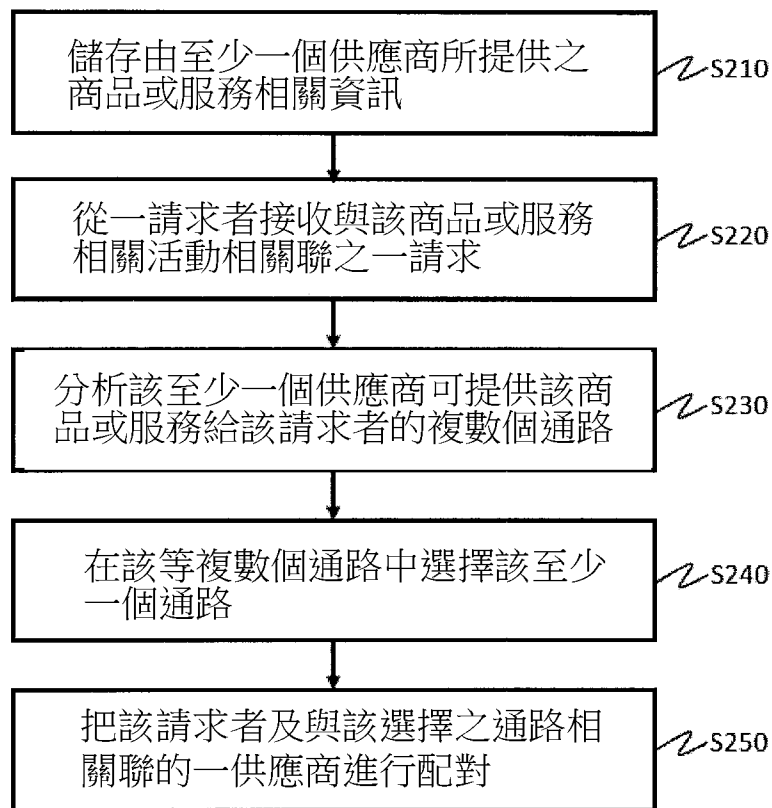 儲存由至少一個供應商所提供之
商品或服務相關資訊
S210
從一請求者接收與該商品或服務
相關活動相關聯之一請求
S220
分析該至少一個供應商可提供該商
品或服務給該請求者的複數個通路
S230
在該等複數個通路中選擇該至少
一個通路
S240
把該請求者及與該選擇之通路相
關聯的一供應商進行配對
S250